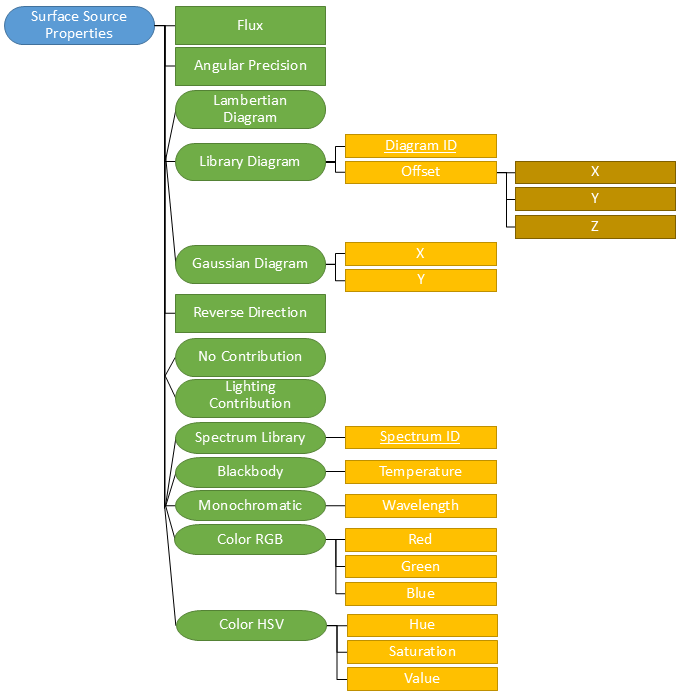 Surface Source
Properties
Flux
Angular Precision
Lambertian
Diagram
Library Diagram
Diagram ID
Offset
X
Y
Z
Gaussian Diagram
X
Y
Reverse Direction
No Contribution
Lighting
Contribution
Spectrum Library
Spectrum ID
Blackbody
Temperature
Monochromatic
Wavelength
Color RGB
Red
Green
Blue
Color HSV
Hue
Saturation
Value